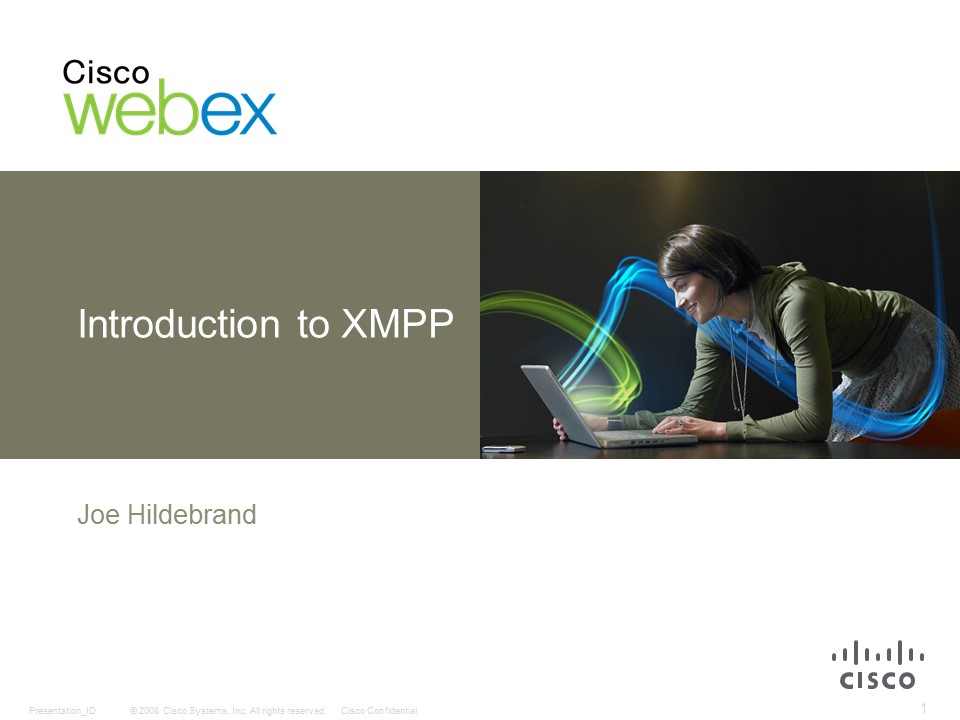 Cisco
webex
Introduction to XMPP
Joe Hildebrand
CISCO
Presentation_ID © 2008 Cisco Systems, Inc. All rights reserved. Cisco Confidential 1